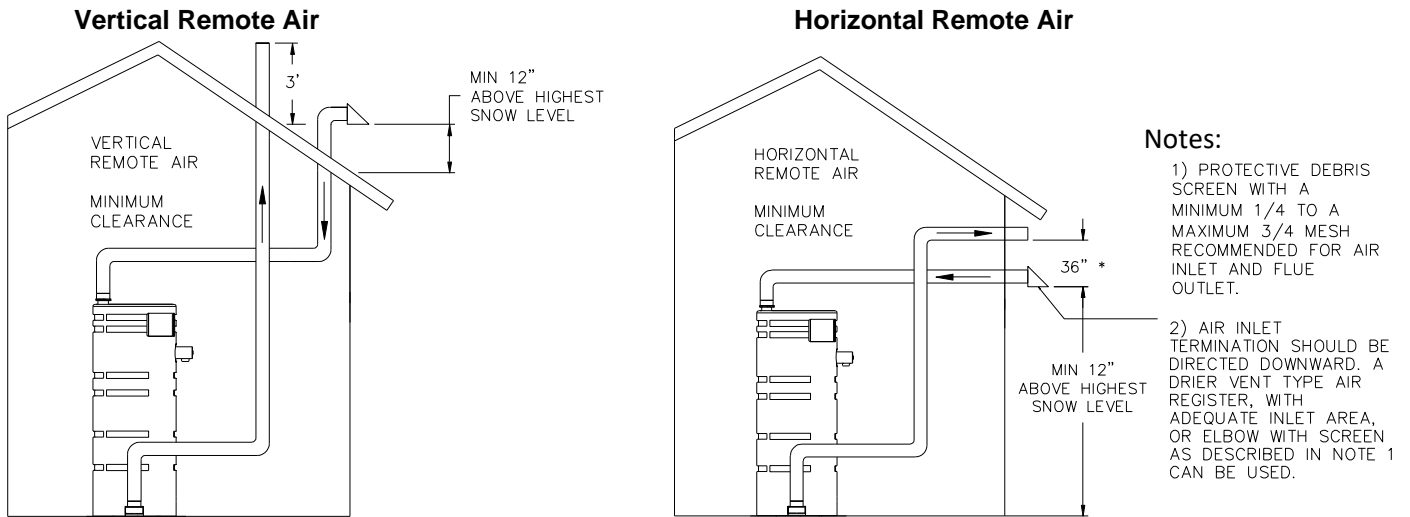 Vertical Remote Air
3'
MIN 12”
ABOVE HIGHEST
SNOW LEVEL
VERTICAL
REMOTE AIR
MINIMUM
CLEARANCE
Horizontal Remote Air
HORIZONTAL
REMOTE AIR
MINIMUM
CLEARANCE
36” *
MIN 12”
ABOVE HIGHEST
SNOW LEVEL
Notes:
1) PROTECTIVE DEBRIS
SCREEN WITH A
MINIMUM 1/4 TO A
MAXIMUM 3/4 MESH
RECOMMENDED FOR AIR
INLET AND FLUE
OUTLET.
2) AIR INLET
TERMINATION SHOULD BE
DIRECTED DOWNWARD. A
DRIER VENT TYPE AIR
REGISTER, WITH
ADEQUATE INLET AREA,
OR ELBOW WITH SCREEN
AS DESCRIBED IN NOTE 1
CAN BE USED.